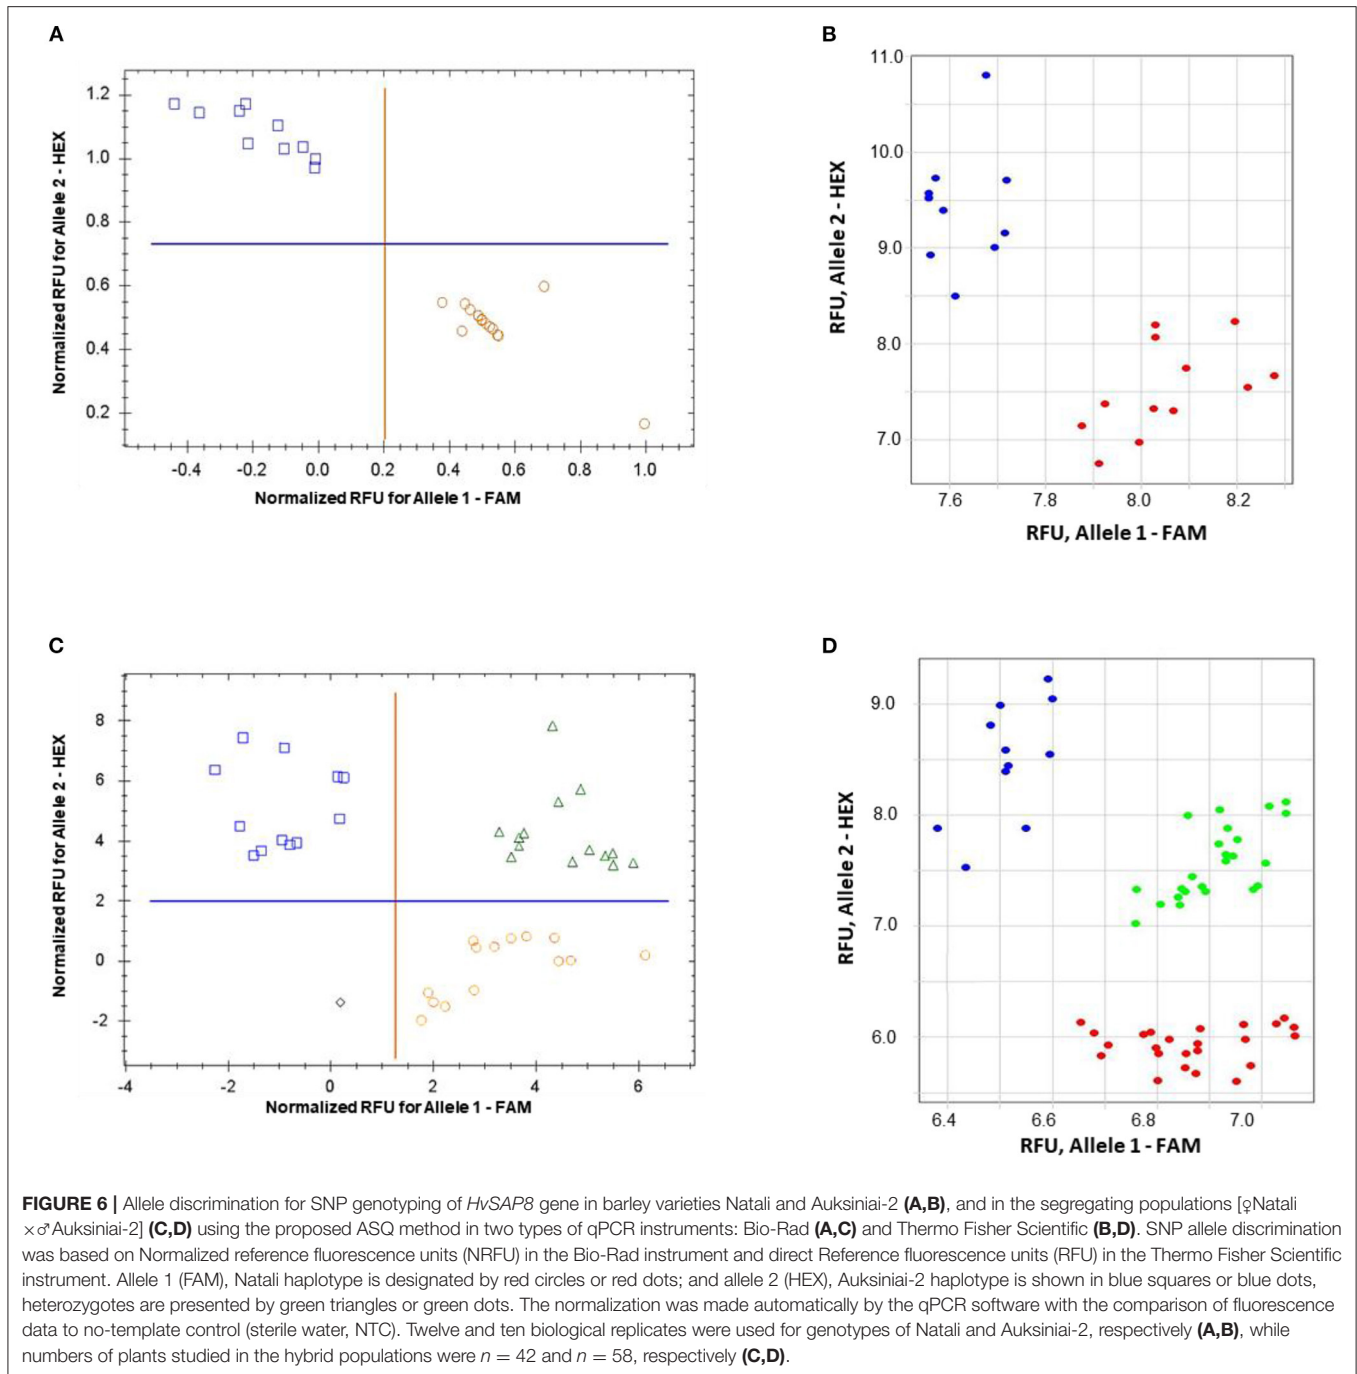 A
B
1.2
1.0
0.8
0.6
0.4
0.2
Normalized RFU for Allele 2 - HEX
-0.4 -0.2 0.0 0.2 0.4 0.6 0.8 1.0
Normalized RFU for Allele 1 - FAM
11.0
10.0
9.0
8.0
7.0
RFU, Allele 2 - HEX
7.6 7.8 8.0 8.2
RFU, Allele 1 - FAM
C
D
8
6
4
2
0
-2
Normalized RFU for Allele 2 - HEX
-4 -2 0 2 4 6
Normalized RFU for Allele 1 - FAM
9.0
8.0
7.0
6.0
RFU, Allele 2 - HEX
6.4 6.6 6.8 7.0
RFU, Allele 1 - FAM
FIGURE 6 | Allele discrimination for SNP genotyping of HvSAP8 gene in barley varieties Natali and Auksiniai-2 (A,B), and in the segregating populations [♀Natali
×♂Auksiniai-2] (C,D) using the proposed ASQ method in two types of qPCR instruments: Bio-Rad (A,C) and Thermo Fisher Scientific (B,D). SNP allele discrimination
was based on Normalized reference fluorescence units (NRFU) in the Bio-Rad instrument and direct Reference fluorescence units (RFU) in the Thermo Fisher Scientific
instrument. Allele 1 (FAM), Natali haplotype is designated by red circles or red dots; and allele 2 (HEX), Auksiniai-2 haplotype is shown in blue squares or blue dots,
heterozygotes are presented by green triangles or green dots. The normalization was made automatically by the qPCR software with the comparison of fluorescence
data to no-template control (sterile water, NTC). Twelve and ten biological replicates were used for genotypes of Natali and Auksiniai-2, respectively (A,B), while
numbers of plants studied in the hybrid populations were n = 42 and n = 58, respectively (C,D).